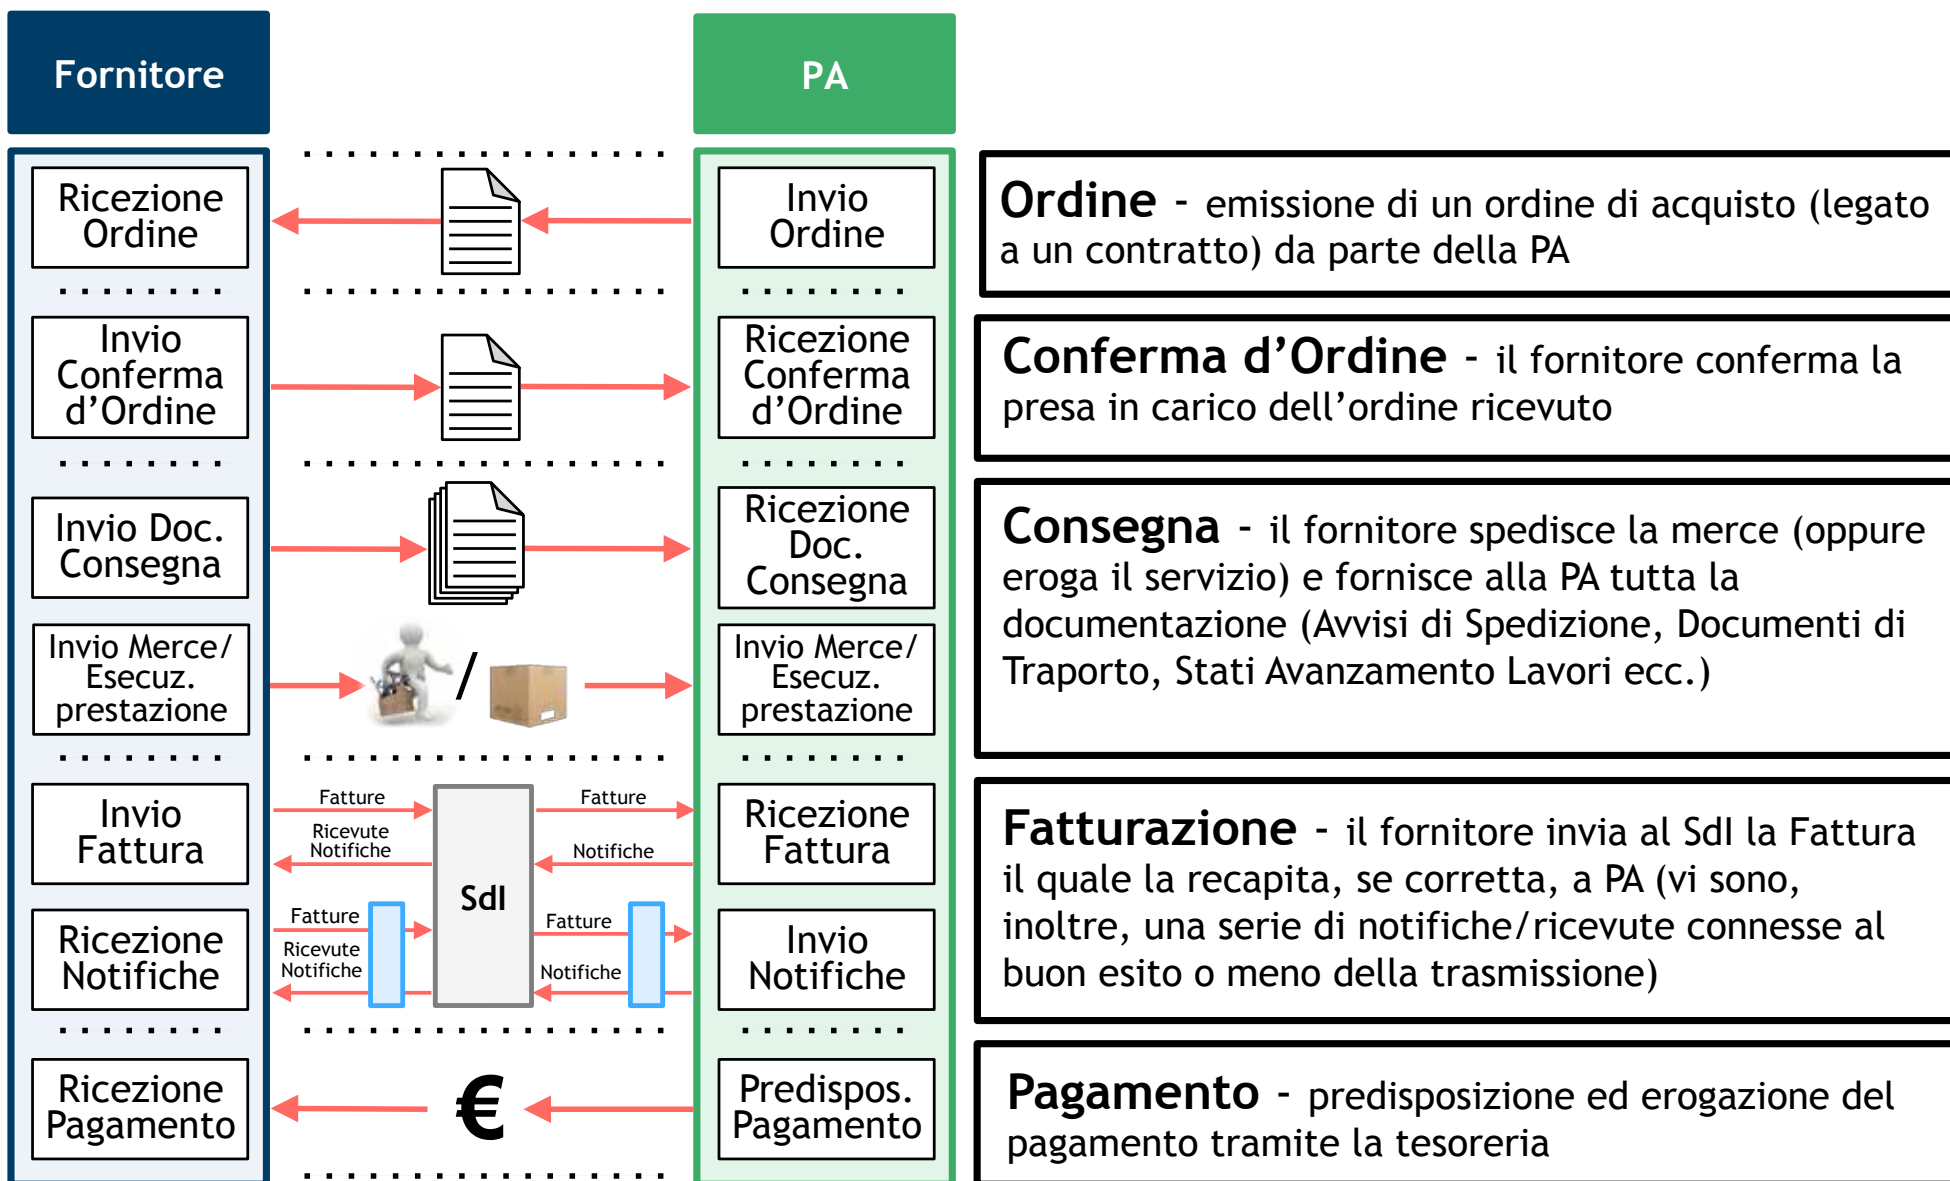 Fornitore
PA
Ricezione
Ordine
Invio
Ordine
Ordine - emissione di un ordine di acquisto (legato
a un contratto) da parte della PA
Invio
Conferma
d’Ordine
Ricezione
Conferma
d’Ordine
Conferma d’Ordine - il fornitore conferma la
presa in carico dell’ordine ricevuto
Invio Doc.
Consegna
Ricezione
Doc.
Consegna
Invio Merce/
Esecuz.
prestazione
/
Invio Merce/
Esecuz.
prestazione
Consegna - il fornitore spedisce la merce (oppure
eroga il servizio) e fornisce alla PA tutta la
documentazione (Avvisi di Spedizione, Documenti di
Traporto, Stati Avanzamento Lavori ecc.)
Invio
Fattura
Fatture
Ricevute
Notifiche
SdI
Fatture
Notifiche
Ricezione
Fattura
Ricezione
Notifiche
Fatture
Ricevute
Notifiche
Fatture
Notifiche
Invio
Notifiche
Fatturazione - il fornitore invia al SdI la Fattura
il quale la recapita, se corretta, a PA (vi sono,
inoltre, una serie di notifiche/ricevute connesse al
buon esito o meno della trasmissione)
Ricezione
Pagamento
€
Predispos.
Pagamento
Pagamento - predisposizione ed erogazione del
pagamento tramite la tesoreria